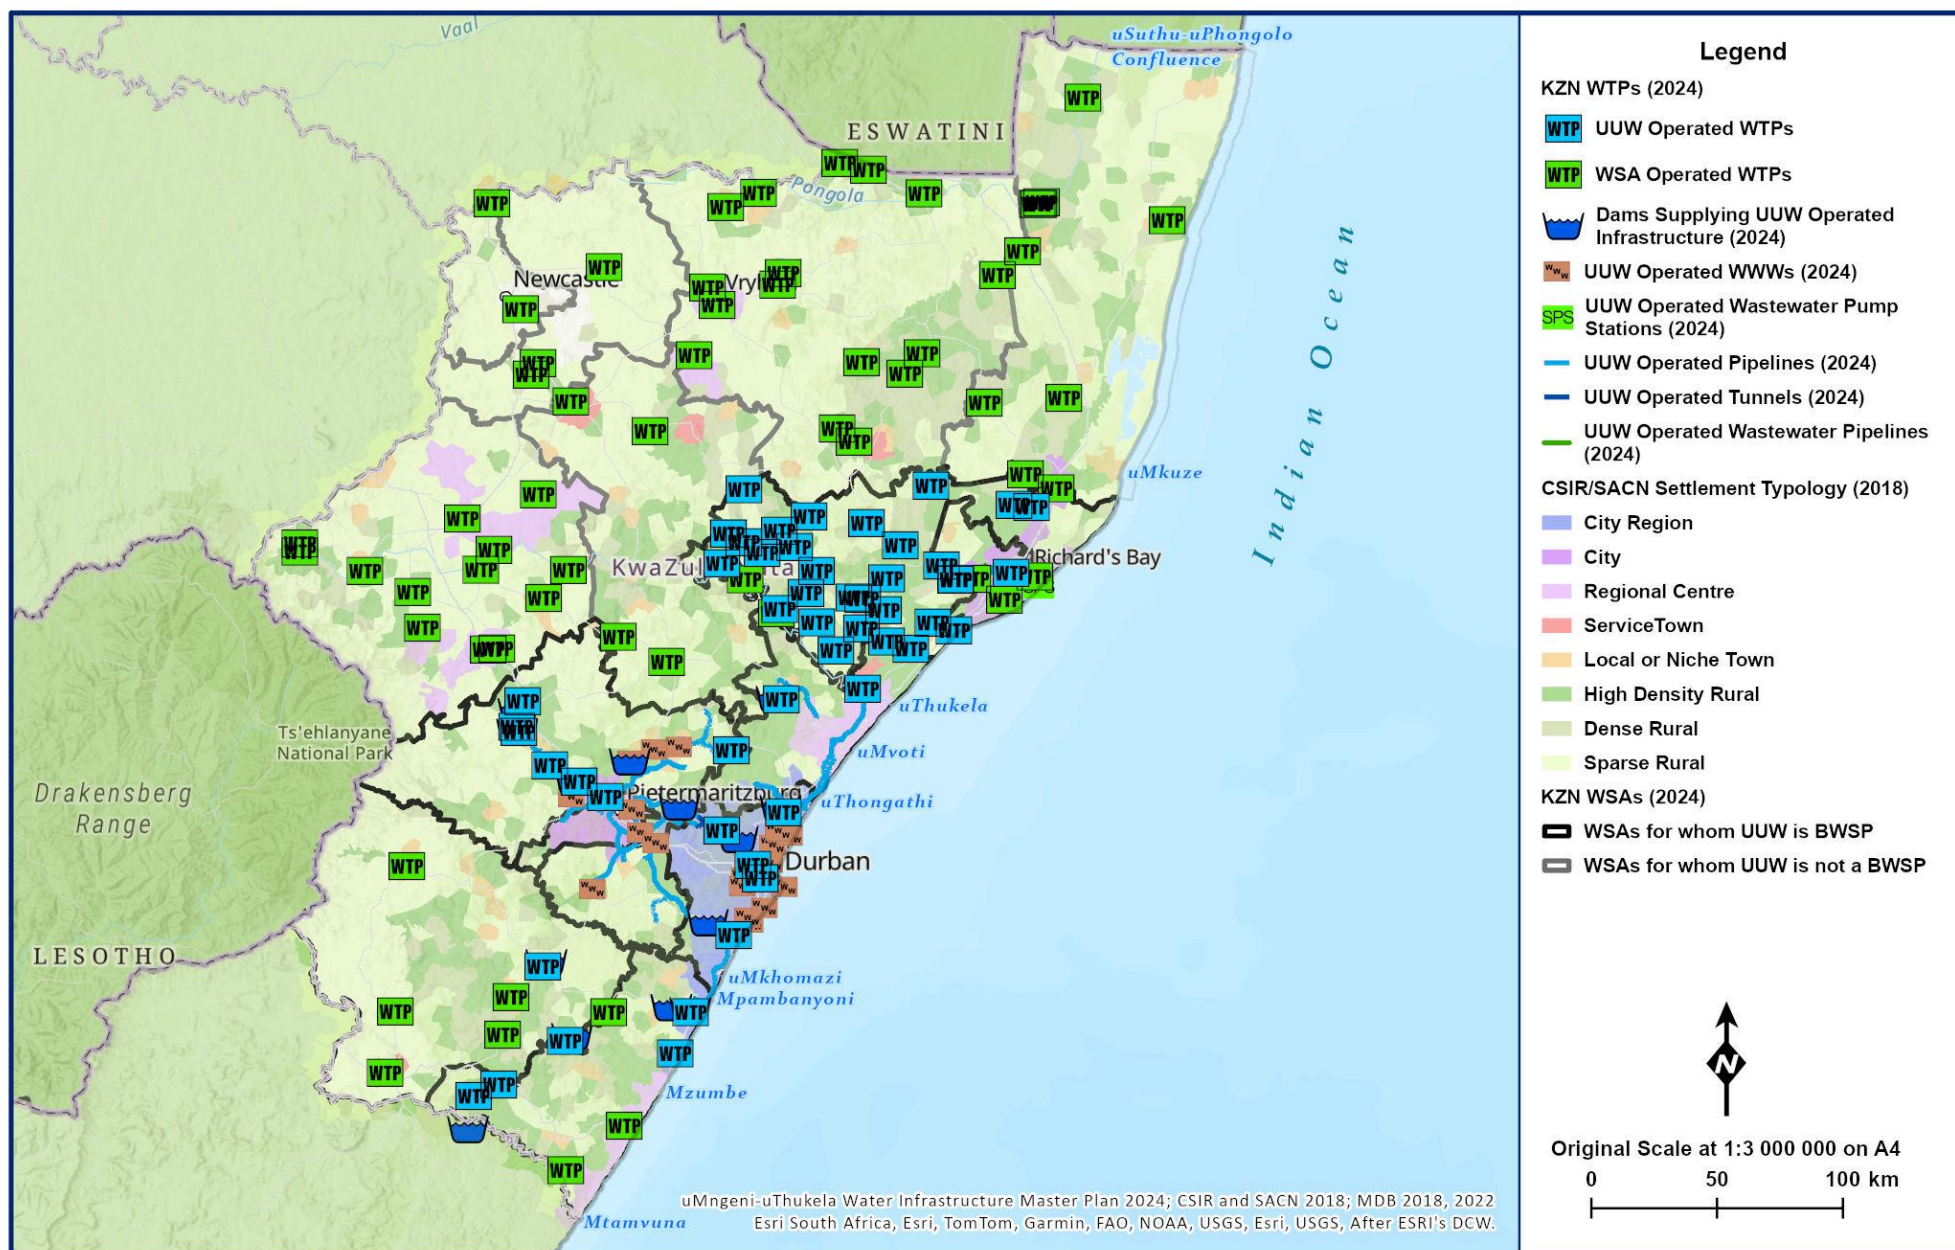 Vaal
uSuthu-uPhongolo
Confluence
ESWATINI
Pongola
Newcastle
Indian Ocean
uMkuze
Richard's Bay
SPS
Ts'ehlanyane
National Park
uThukela
uMvoti
Drakensberg
Range
Pietermaritzburg
uThongathi
Durban
LESOTHO
uMkhomazi
Mpambanyoni
Mzumbe
Mtamvuna
uMngeni-uThukela Water Infrastructure Master Plan 2024; CSIR and SACN 2018; MDB 2018, 2022
Esri South Africa, Esri, TomTom, Garmin, FAO, NOAA, USGS, Esri, USGS, After ESRI's DCW.
Legend
KZN WTPs (2024)
WTP UUW Operated WTPs
WTP WSA Operated WTPs
Dams Supplying UUW Operated
Infrastructure (2024)
www UUW Operated WWWs (2024)
SPS UUW Operated Wastewater Pump
Stations (2024)
UUW Operated Pipelines (2024)
UUW Operated Tunnels (2024)
UUW Operated Wastewater Pipelines
(2024)
CSIR/SACN Settlement Typology (2018)
City Region
City
Regional Centre
ServiceTown
Local or Niche Town
High Density Rural
Dense Rural
Sparse Rural
KZN WSAs (2024)
WSAs for whom UUW is BWSP
WSAs for whom UUW is not a BWSP
N
Original Scale at 1:3 000 000 on A4
0 50 100 km